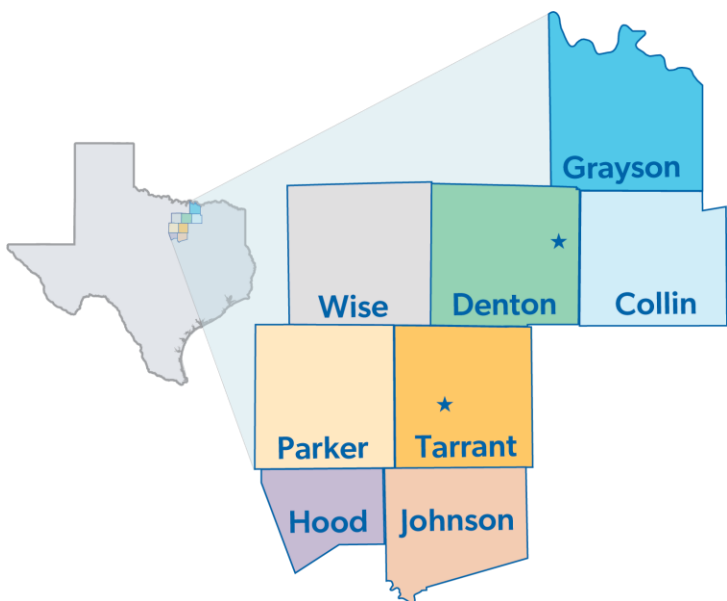 Grayson
Wise
Denton
Collin
Parker
Tarrant
Hood
Johnson